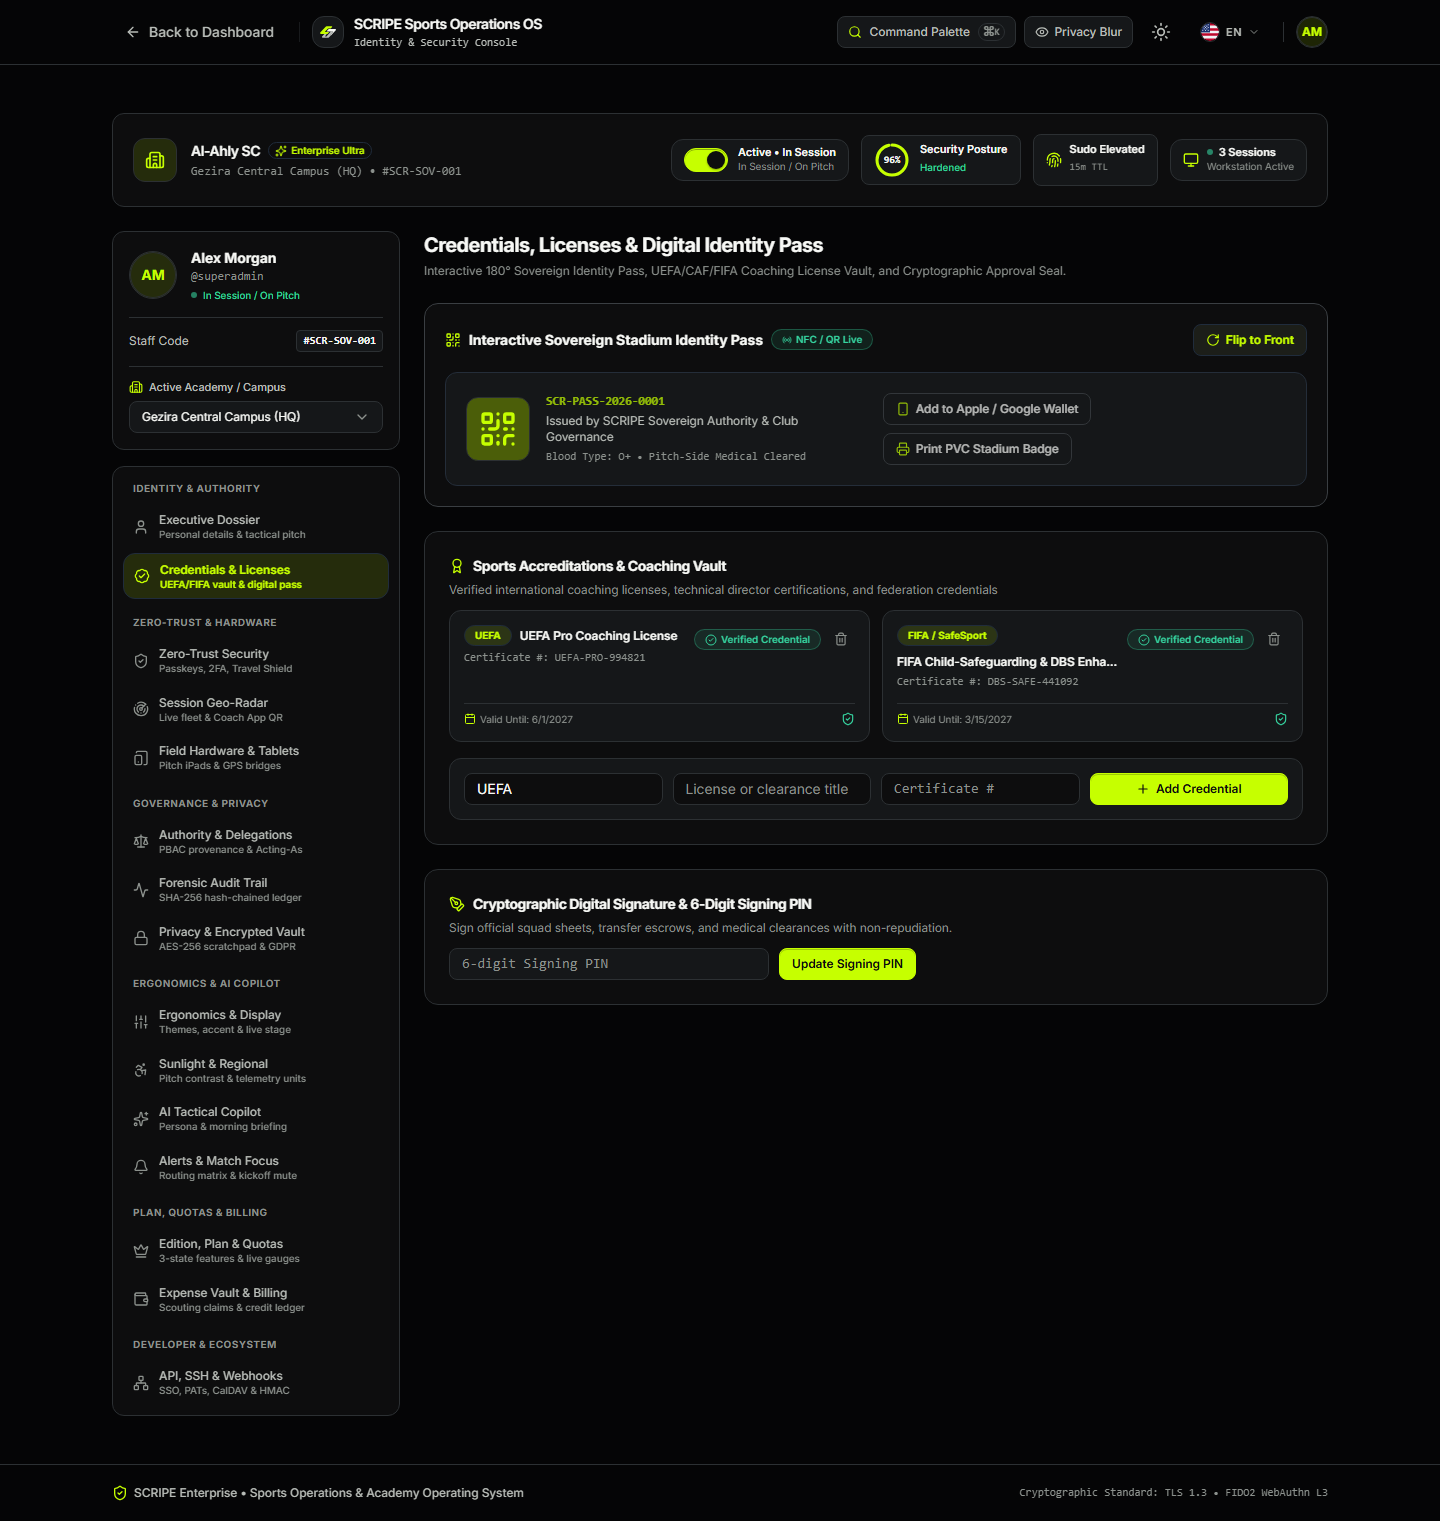 Back to Dashboard
SCRIPE Sports Operations OS
Identity & Security Console
Command Palette ⌘K
Privacy Blur
EN
AM
Al-Ahly SC
Enterprise Ultra
Gezira Central Campus (HQ) • #SCR-SOV-001
Active • In Session
In Session / On Pitch
96%
Security Posture
Hardened
Sudo Elevated
15m TTL
3 Sessions
Workstation Active
AM
Alex Morgan
@superadmin
In Session / On Pitch
Staff Code
#SCR-SOV-001
Active Academy / Campus
Gezira Central Campus (HQ)
IDENTITY & AUTHORITY
Executive Dossier
Personal details & tactical pitch
Credentials & Licenses
UEFA/FIFA vault & digital pass
ZERO-TRUST & HARDWARE
Zero-Trust Security
Passkeys, 2FA, Travel Shield
Session Geo-Radar
Live fleet & Coach App QR
Field Hardware & Tablets
Pitch iPads & GPS bridges
GOVERNANCE & PRIVACY
Authority & Delegations
PBAC provenance & Acting-As
Forensic Audit Trail
SHA-256 hash-chained ledger
Privacy & Encrypted Vault
AES-256 scratchpad & GDPR
ERGONOMICS & AI COPILOT
Ergonomics & Display
Themes, accent & live stage
Sunlight & Regional
Pitch contrast & telemetry units
AI Tactical Copilot
Persona & morning briefing
Alerts & Match Focus
Routing matrix & kickoff mute
PLAN, QUOTAS & BILLING
Edition, Plan & Quotas
3-state features & live gauges
Expense Vault & Billing
Scouting claims & credit ledger
DEVELOPER & ECOSYSTEM
API, SSH & Webhooks
SSO, PATs, CalDAV & HMAC
Credentials, Licenses & Digital Identity Pass
Interactive 180° Sovereign Identity Pass, UEFA/CAF/FIFA Coaching License Vault, and Cryptographic Approval Seal.
Interactive Sovereign Stadium Identity Pass
NFC / QR Live
Flip to Front
SCR-PASS-2026-0001
Issued by SCRIPE Sovereign Authority & Club
Governance
Blood Type: O+ • Pitch-Side Medical Cleared
Add to Apple / Google Wallet
Print PVC Stadium Badge
Sports Accreditations & Coaching Vault
Verified international coaching licenses, technical director certifications, and federation credentials
UEFA
UEFA Pro Coaching License
Verified Credential
Certificate #: UEFA-PRO-994821
Valid Until: 6/1/2027
FIFA / SafeSport
Verified Credential
FIFA Child-Safeguarding & DBS Enha...
Certificate #: DBS-SAFE-441092
Valid Until: 3/15/2027
UEFA
License or clearance title
Certificate #
Add Credential
Cryptographic Digital Signature & 6-Digit Signing PIN
Sign official squad sheets, transfer escrows, and medical clearances with non-repudiation.
6-digit Signing PIN
Update Signing PIN
SCRIPE Enterprise • Sports Operations & Academy Operating System
Cryptographic Standard: TLS 1.3 • FIDO2 WebAuthn L3